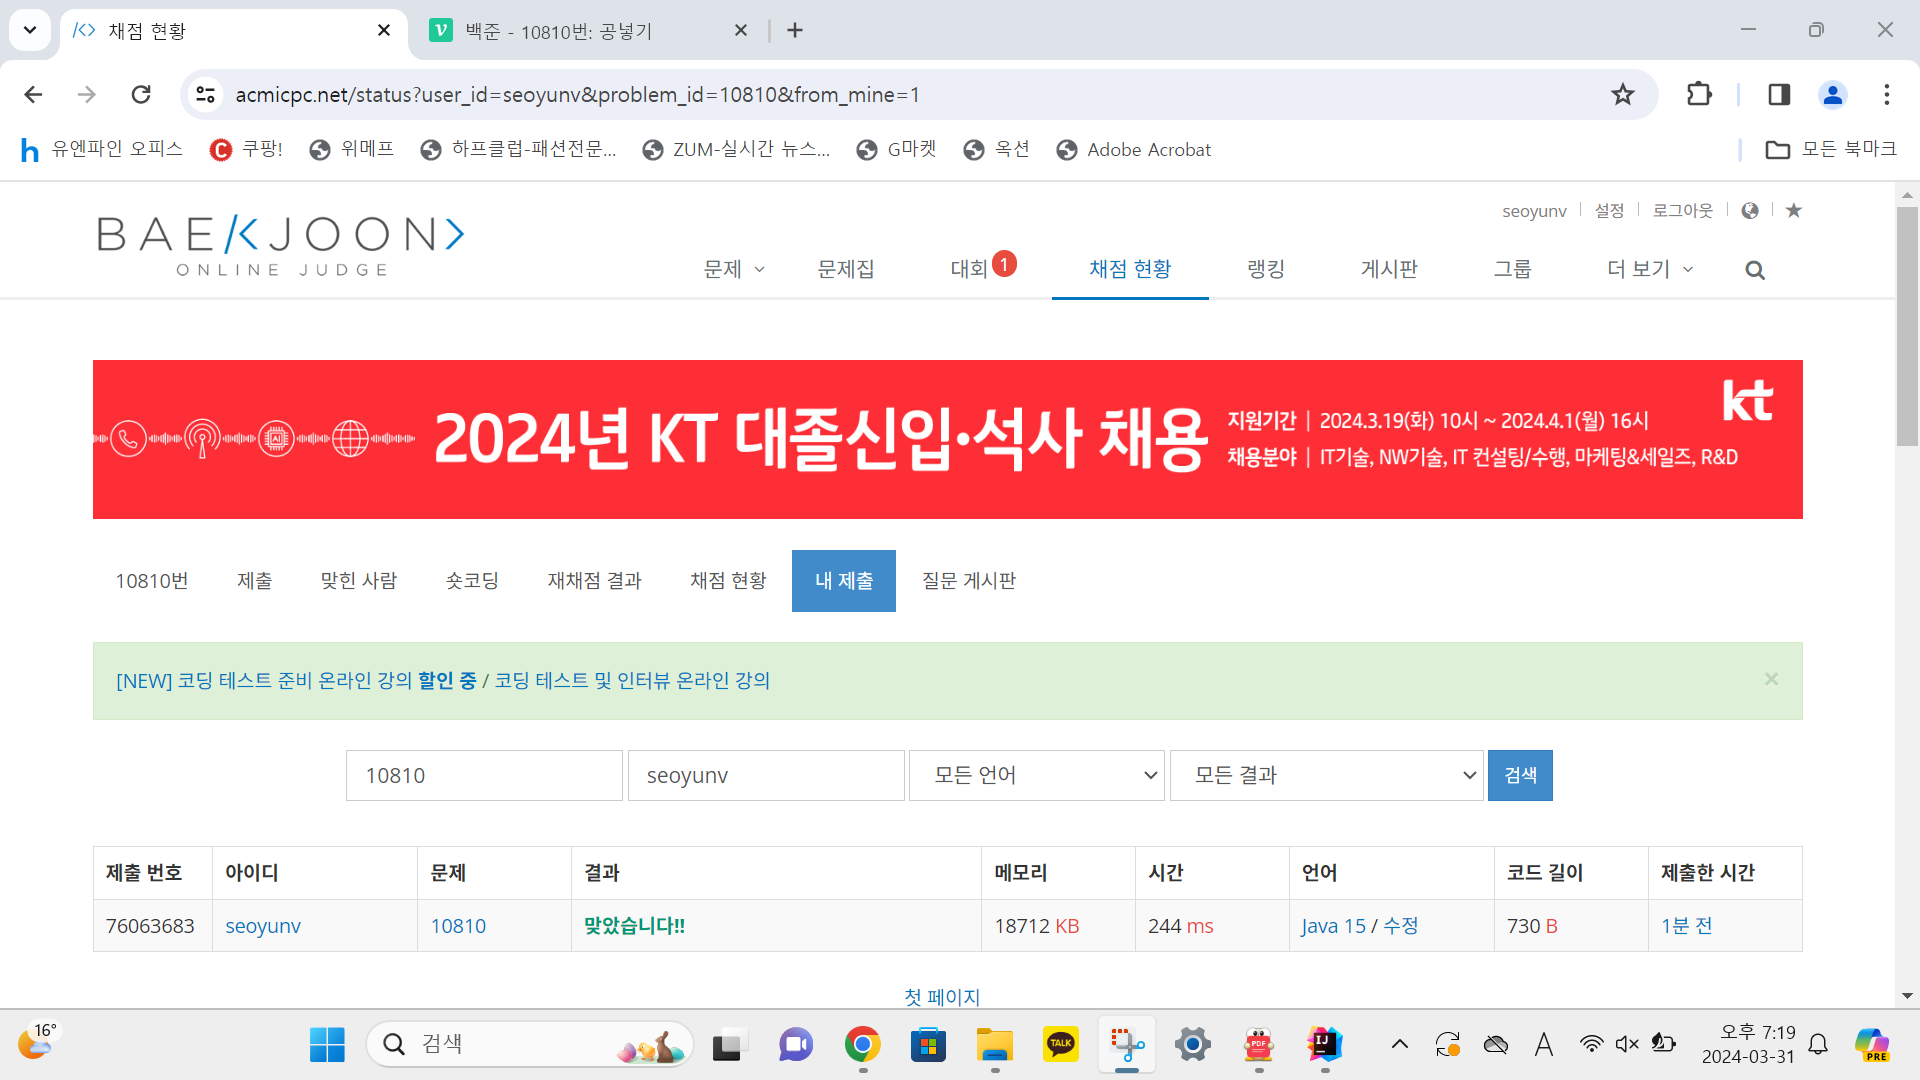 채점 현황
백준 - 10810번: 공넣기
acmicpc.net/status?user_id=seoyunv&problem_id=10810&from_mine=1
유엔파인 오피스 쿠팡! 위메프 하프클럽-패션전문... ZUM-실시간 뉴스... G마켓 옥션 Adobe Acrobat 모든 북마크
seoyunv 설정 로그아웃
BAEKJOON
ONLINE JUDGE
문제 문제집 대회 1 채점 현황 랭킹 게시판 그룹 더 보기
2024년 KT 대졸신입·석사 채용
지원기간 | 2024.3.19(화) 10시 ~ 2024.4.1(월) 16시
채용분야 | IT기술, NW기술, IT 컨설팅/수행, 마케팅&세일즈, R&D
kt
AI
10810번 제출 맞힌 사람 숏코딩 재채점 결과 채점 현황 내 제출 질문 게시판
[NEW] 코딩 테스트 준비 온라인 강의 할인 중 / 코딩 테스트 및 인터뷰 온라인 강의
10810 seoyunv 모든 언어 모든 결과 검색
제출 번호 아이디 문제 결과 메모리 시간 언어 코드 길이 제출한 시간
76063683 seoyunv 10810 맞았습니다!! 18712 KB 244 ms Java 15 / 수정 730 B 1분 전
첫 페이지
16°
검색
TALK
PDF
IJ
A
오후 7:19
2024-03-31
PRE